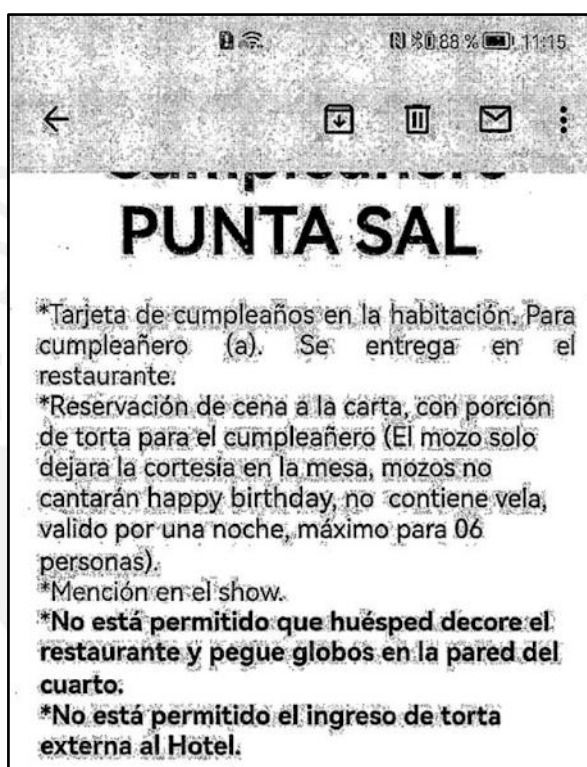 88 % 11:15
Cumpleañero
PUNTA SAL
*Tarjeta de cumpleaños en la habitación. Para
cumpleañero (a). Se entrega en el
restaurante.
*Reservación de cena a la carta, con porción
de torta para el cumpleañero (El mozo solo
dejara la cortesia en la mesa, mozos no
cantarán happy birthday, no contiene vela,
valido por una noche, máximo para 06
personas).
*Mención en el show.
*No está permitido que huésped decore el
restaurante y pegue globos en la pared del
cuarto.
*No está permitido el ingreso de torta
externa al Hotel.